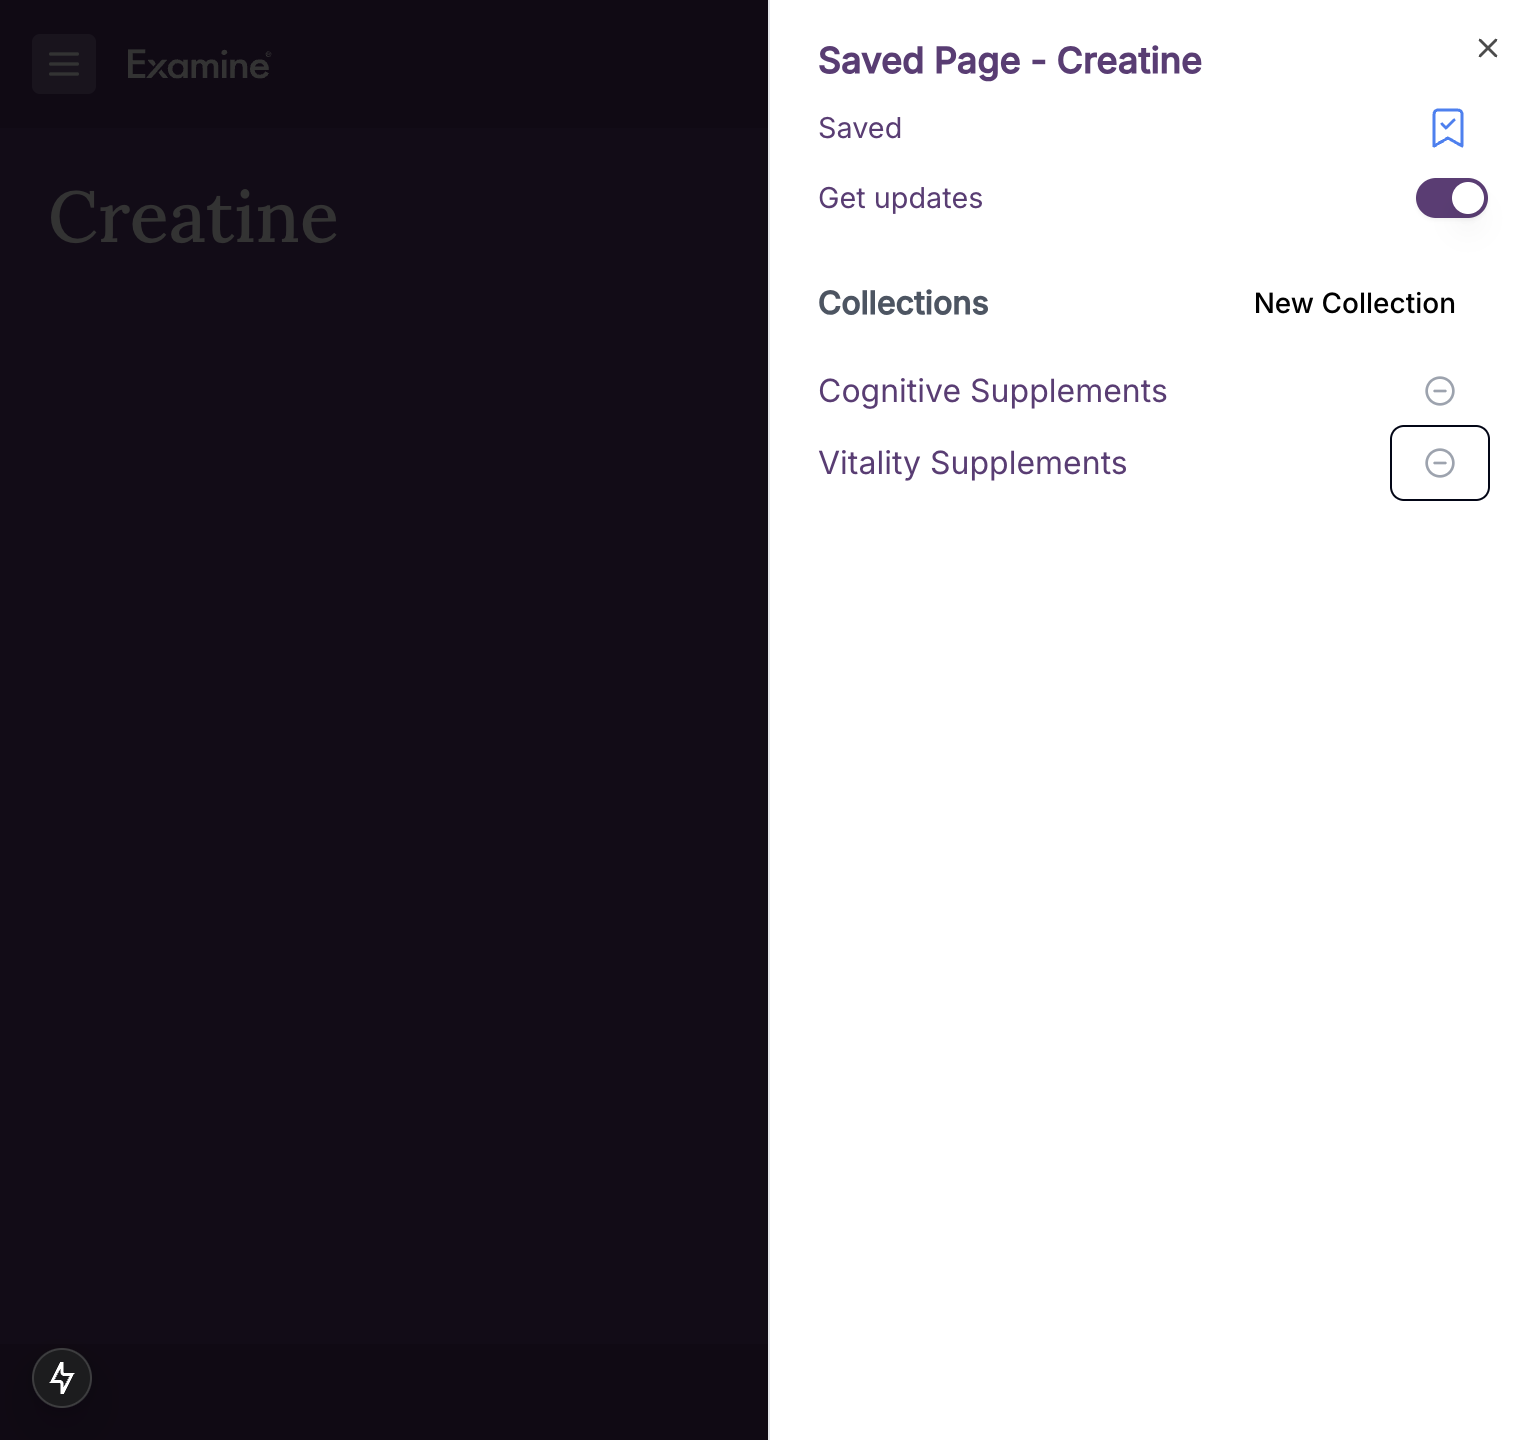 Examine®
Creatine
Saved Page - Creatine
Saved
Get updates
Collections
New Collection
Cognitive Supplements
Vitality Supplements